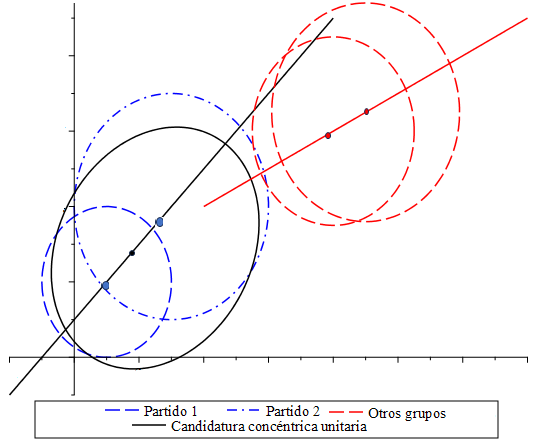 Partido 1 Partido 2 Otros grupos
Candidatura concéntrica unitaria